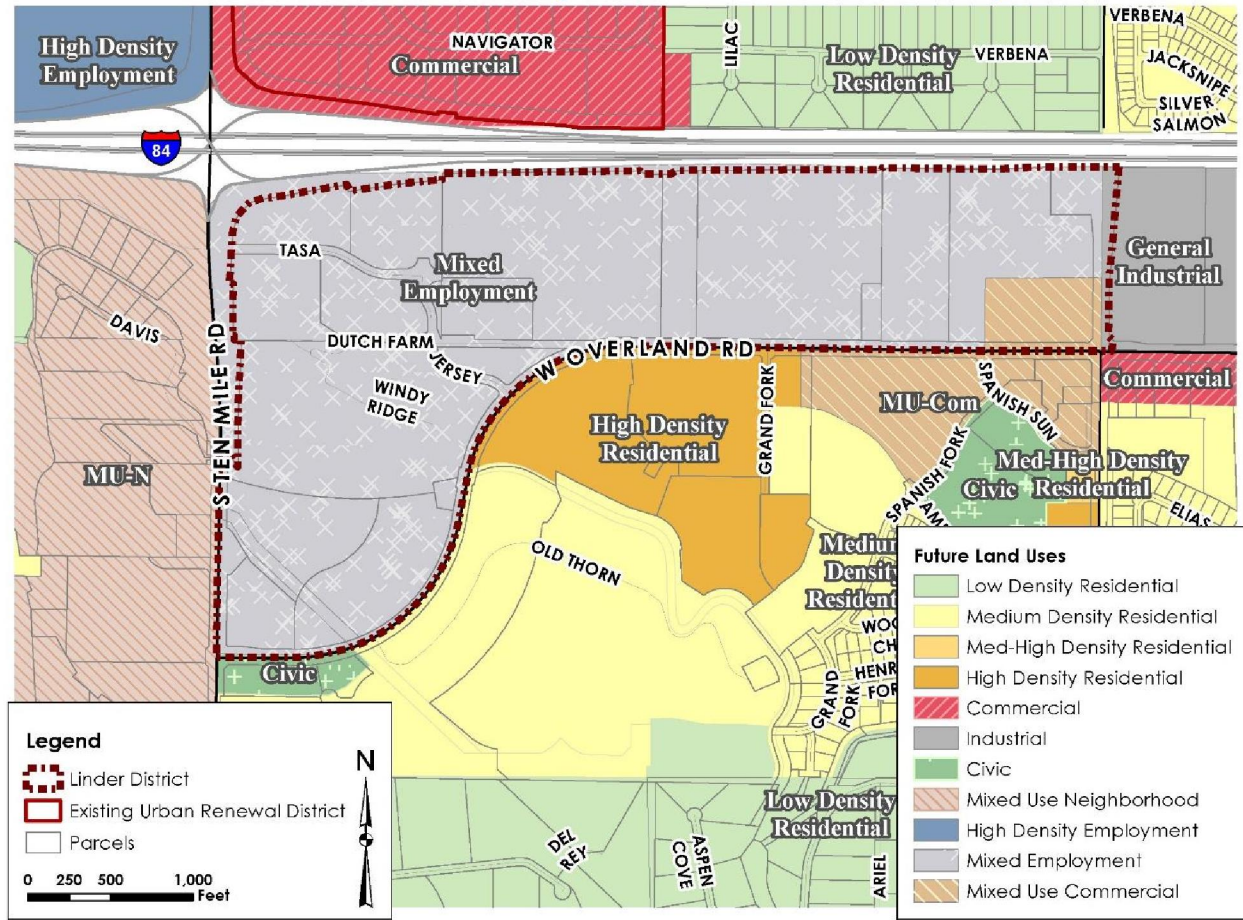 High Density
Employment
NAVIGATOR
Commercial
LILAC
Low Density
Residential
VERBENA
VERBENA
JACKSNIPE
SILVER
SALMON
84
TASA
Mixed
Employment
General
Industrial
DAVIS
DUTCH FARM
JERSEY
W OVERLAND RD
WINDY
RIDGE
S TEN MILE RD
MU-N
High Density
Residential
GRAND FORK
MU-Com
SPANISH SUN
Commercial
SPANISH FORK
Civic
Med-High Density
Residential
ELIAS
OLD THORN
Medium
Density
Civic
GRAND
FORK
Low Density
Residential
DEL
REY
ASPEN
COVE
ARIEL
Legend
Linder District
Existing Urban Renewal District
Parcels
0 250 500 1,000
Feet
N
Future Land Uses
Low Density Residential
Medium Density Residential
Med-High Density Residential
High Density Residential
Commercial
Industrial
Civic
Mixed Use Neighborhood
High Density Employment
Mixed Employment
Mixed Use Commercial